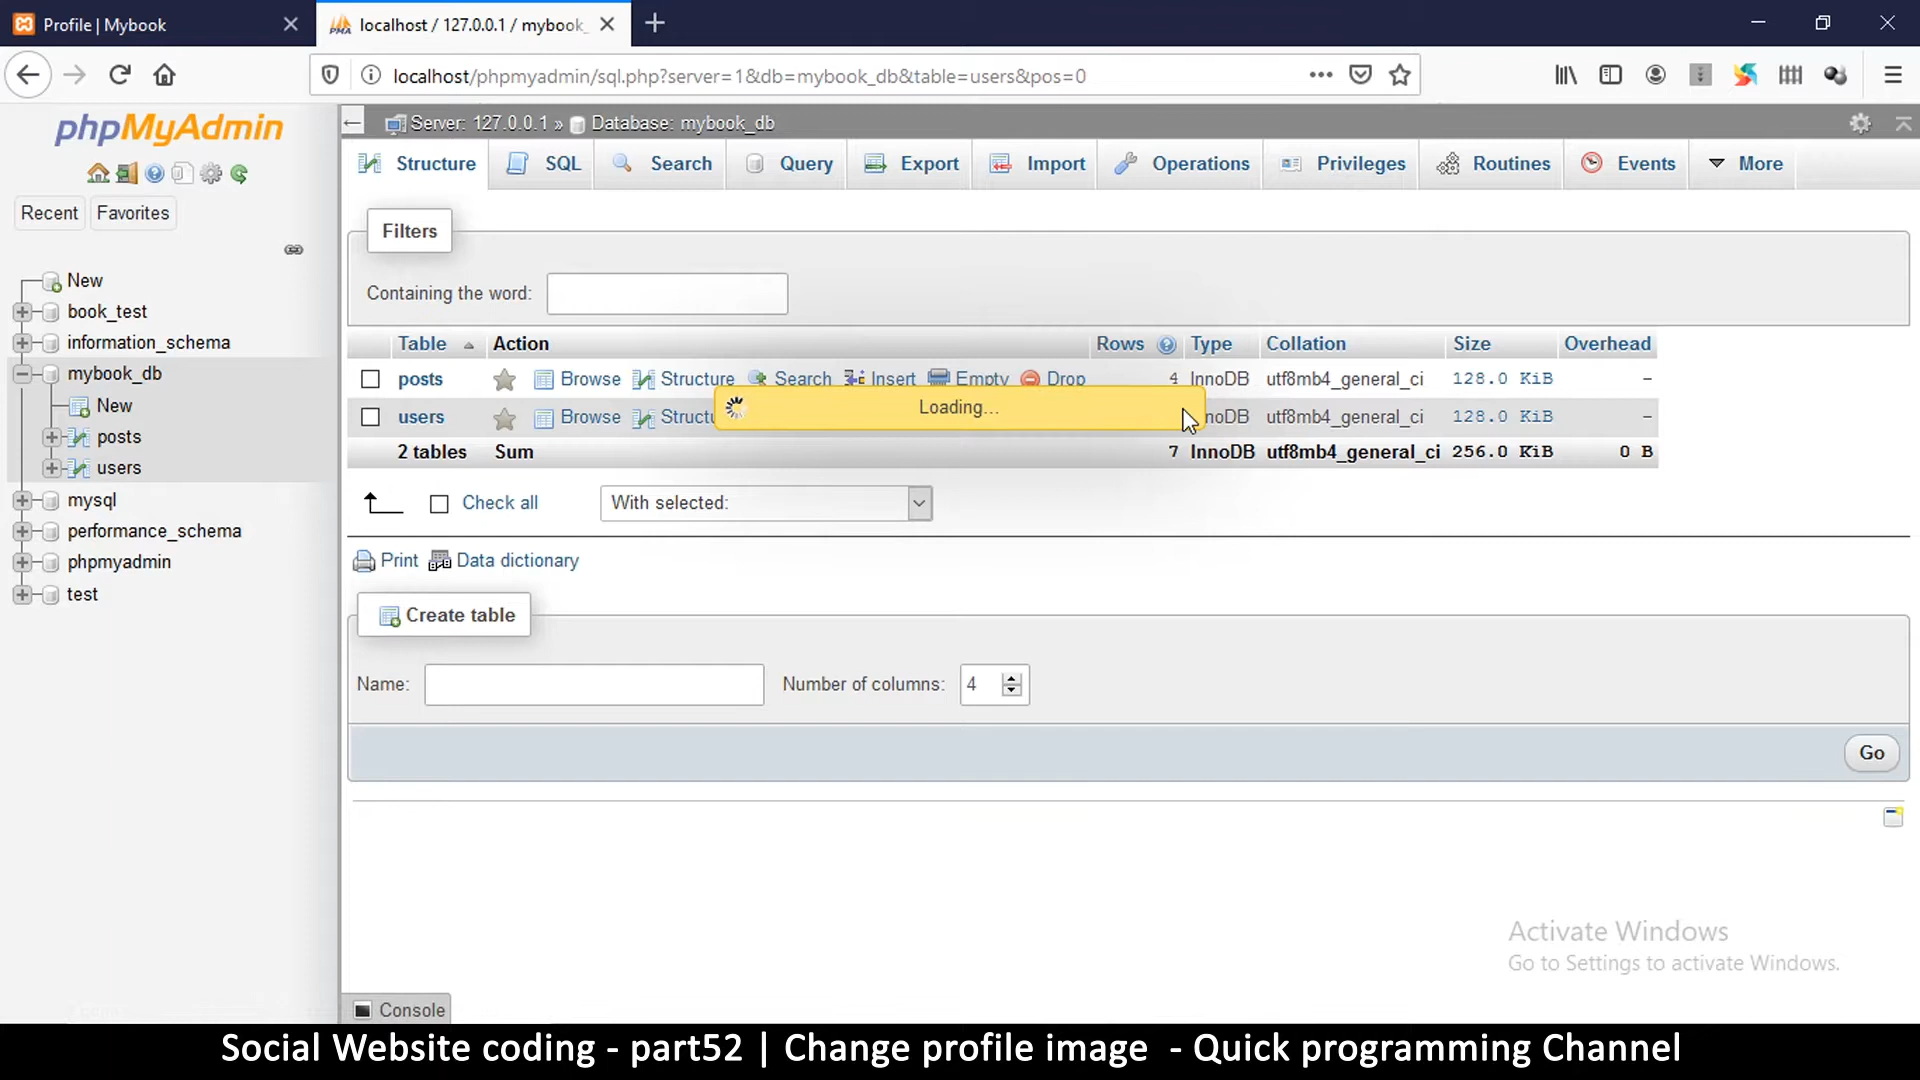 Profile | Mybook
localhost / 127.0.0.1 / mybook_
localhost/phpmyadmin/sql.php?server=1&db=mybook_db&table=users&pos=0
phpMyAdmin
Recent Favorites
New
book_test
information_schema
mybook_db
New
posts
users
mysql
performance_schema
phpmyadmin
test
Server: 127.0.0.1 » Database: mybook_db
Structure SQL Search Query Export Import Operations Privileges Routines Events More
Filters
Containing the word:
Table Action Rows Type Collation Size Overhead
posts Browse Structure Search Insert Empty Drop 4 InnoDB utf8mb4_general_ci 128.0 KiB -
users Browse Structu noDB utf8mb4_general_ci 128.0 KiB -
Loading...
2 tables Sum 7 InnoDB utf8mb4_general_ci 256.0 KiB 0 B
Check all With selected:
Print Data dictionary
Create table
Name: Number of columns: 4
Go
Activate Windows
Go to Settings to activate Windows.
Console
Social Website coding - part52 | Change profile image - Quick programming Channel